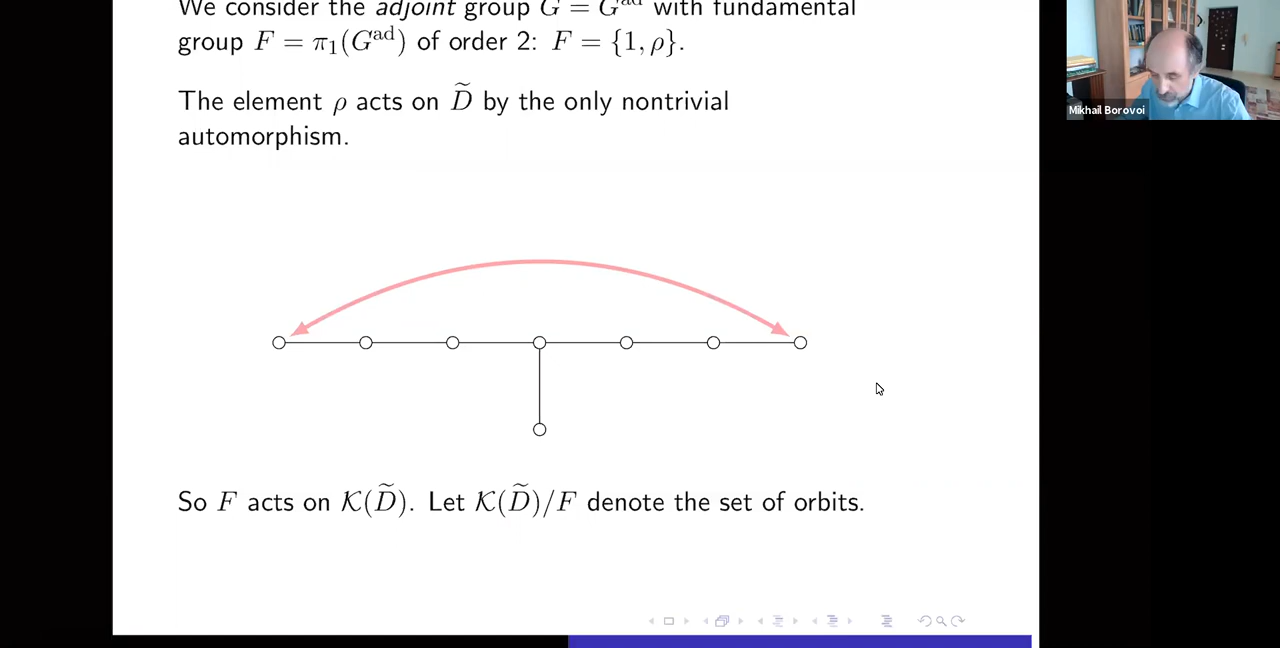 We consider the adjoint group G = G^ad with fundamental
group F = π₁(G^ad) of order 2: F = {1, ρ}.
The element ρ acts on D̃ by the only nontrivial
automorphism.
So F acts on 𝒦(D̃). Let 𝒦(D̃)/F denote the set of orbits.
Mikhail Borovoi